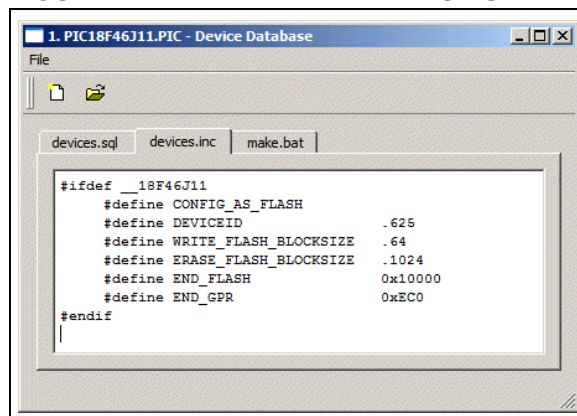 1. PIC18F46J11.PIC - Device Database
File
devices.sql devices.inc make.bat
#ifdef __18F46J11
#define CONFIG_AS_FLASH
#define DEVICEID .625
#define WRITE_FLASH_BLOCKSIZE .64
#define ERASE_FLASH_BLOCKSIZE .1024
#define END_FLASH 0x10000
#define END_GPR 0xEC0
#endif